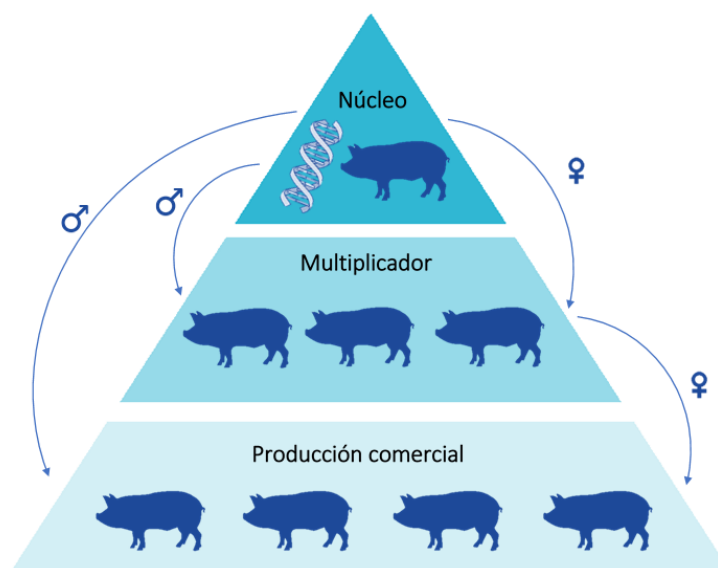 Núcleo
♂
♂
♀
Multiplicador
♀
Producción comercial